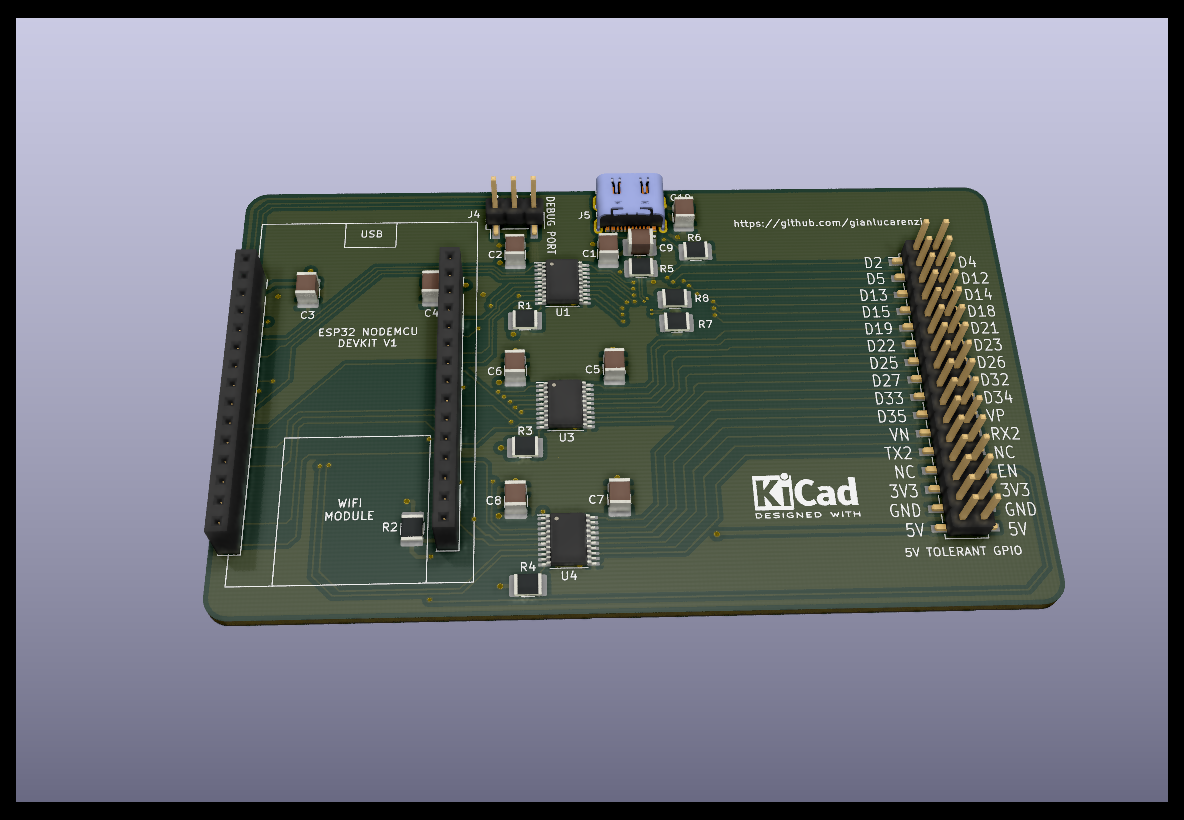 J4
DEBUG PORT
J5
C10
https://github.com/gianlucarenzi
USB
C2
C1
C9
R6
R5
C3
C4
U1
R1
R8
R7
ESP32 NODEMCU
DEVKIT V1
C6
C5
U3
R3
C8
C7
WIFI
MODULE
R2
U4
R4
KiCad
DESIGNED WITH
D2 D4
D5 D12
D13 D14
D15 D18
D19 D21
D22 D23
D25 D26
D27 D32
D33 D34
D35 VP
VN RX2
TX2 NC
NC EN
3V3 3V3
GND GND
5V 5V
5V TOLERANT GPIO